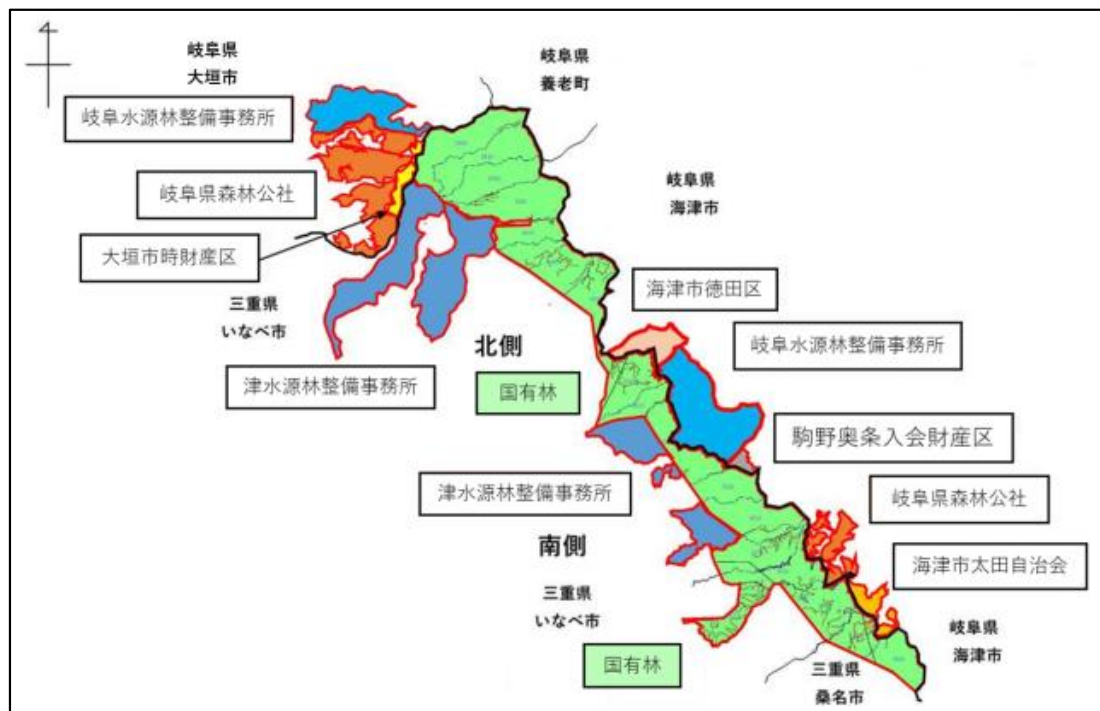 岐阜県
大垣市
岐阜県
養老町
岐阜水源林整備事務所
岐阜県森林公社
岐阜県
海津市
大垣市時財産区
海津市徳田区
三重県
いなべ市
北側
岐阜水源林整備事務所
津水源林整備事務所
国有林
駒野奥条入会財産区
津水源林整備事務所
岐阜県森林公社
南側
海津市太田自治会
三重県
いなべ市
岐阜県
海津市
国有林
三重県
桑名市